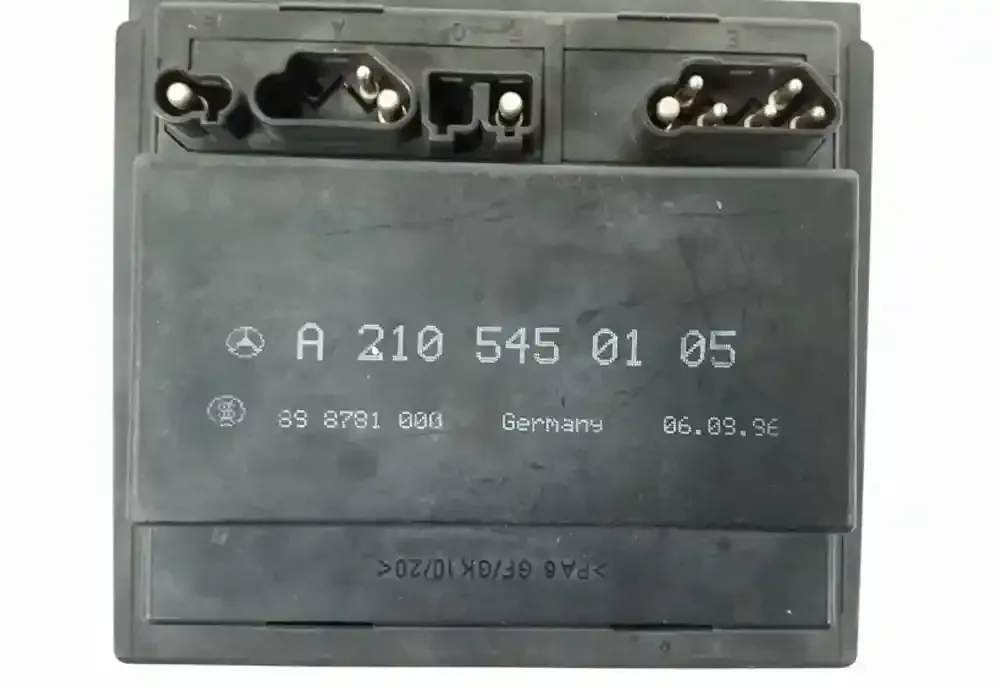 A 210 545 01 05
89 8781 000 Germany 06.09.96
>PA6 GF/GK10/20<